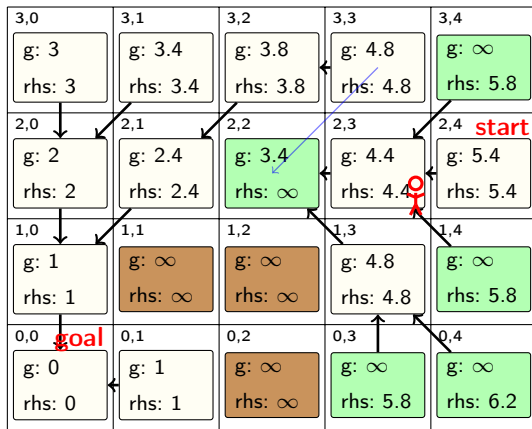 3,0 3,1 3,2 3,3 3,4
g: 3 g: 3.4 g: 3.8 g: 4.8 g: ∞
rhs: 3 rhs: 3.4 rhs: 3.8 rhs: 4.8 rhs: 5.8
2,0 2,1 2,2 2,3 2,4 start
g: 2 g: 2.4 g: 3.4 g: 4.4 g: 5.4
rhs: 2 rhs: 2.4 rhs: ∞ rhs: 4.4 rhs: 5.4
1,0 1,1 1,2 1,3 1,4
g: 1 g: ∞ g: ∞ g: 4.8 g: ∞
rhs: 1 rhs: ∞ rhs: ∞ rhs: 4.8 rhs: 5.8
0,0 goal 0,1 0,2 0,3 0,4
g: 0 g: 1 g: ∞ g: ∞ g: ∞
rhs: 0 rhs: 1 rhs: ∞ rhs: 5.8 rhs: 6.2